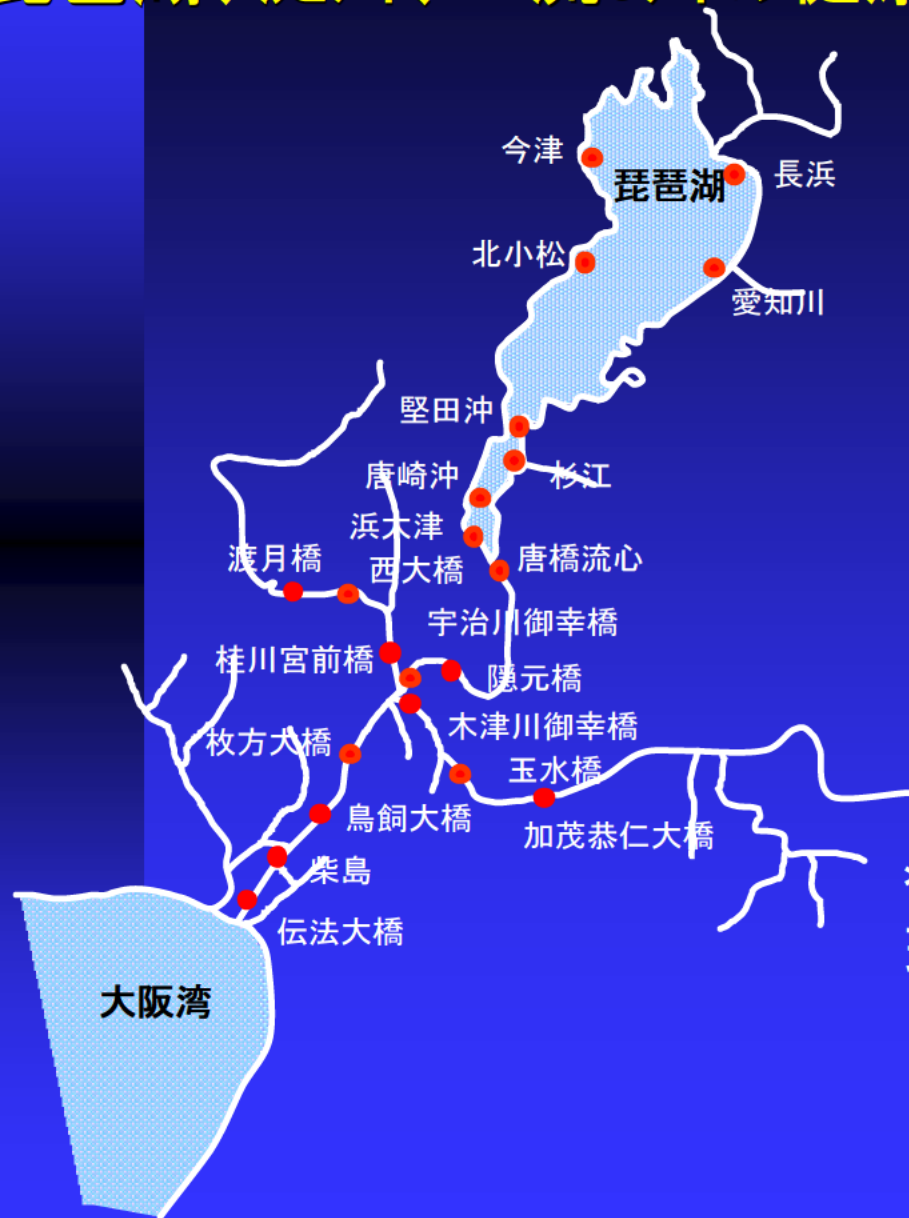 今津
琵琶湖
長浜
北小松
愛知川
堅田沖
唐崎沖
杉江
浜大津
渡月橋
西大橋
唐橋流心
宇治川御幸橋
桂川宮前橋
隠元橋
木津川御幸橋
枚方大橋
玉水橋
鳥飼大橋
加茂恭仁大橋
柴島
伝法大橋
大阪湾